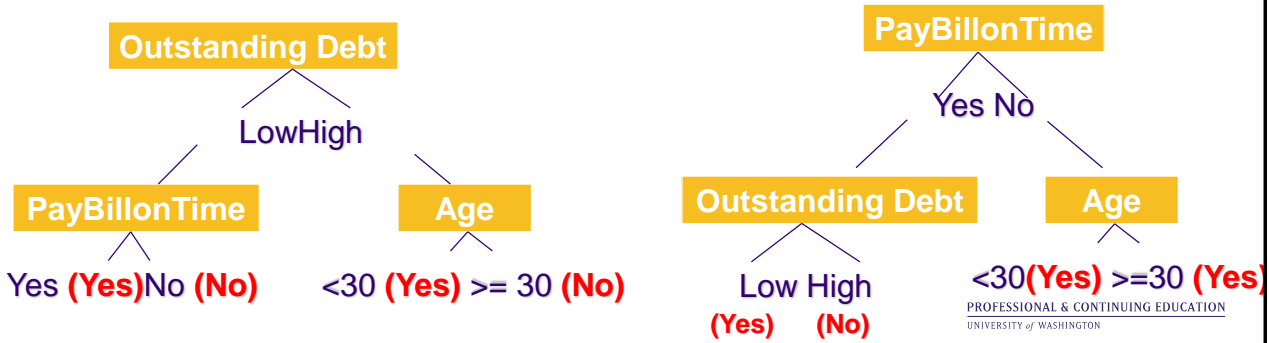 Outstanding Debt
LowHigh
PayBillonTime
Age
Yes (Yes)No (No)
<30 (Yes) >= 30 (No)
PayBillonTime
Yes No
Outstanding Debt
Age
Low High
(Yes) (No)
<30(Yes) >=30 (Yes)
PROFESSIONAL & CONTINUING EDUCATION
UNIVERSITY of WASHINGTON